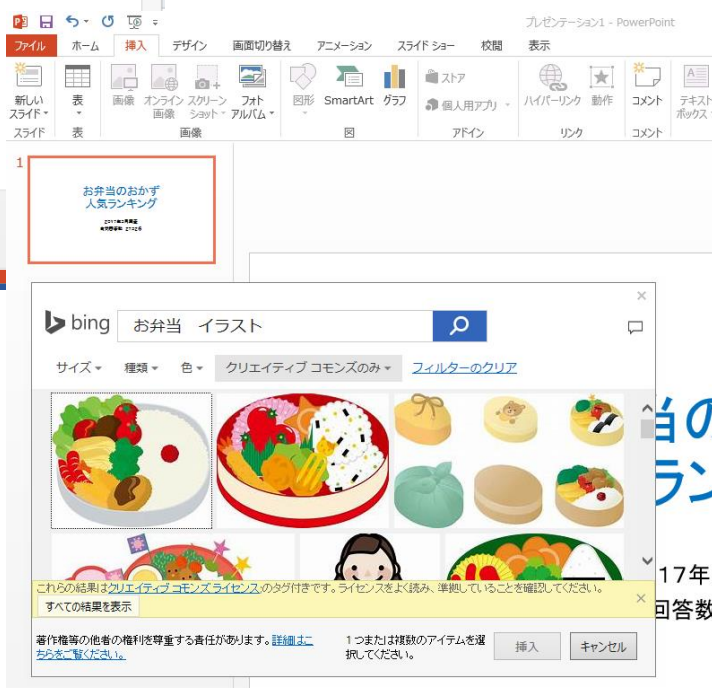 プレゼンテーション1 - PowerPoint
ファイル ホーム 挿入 デザイン 画面切り替え アニメーション スライド ショー 校閲 表示
新しい スライド
表
画像
オンライン 画像
スクリーン ショット
フォト アルバム
図形
SmartArt
グラフ
ストア
個人用アプリ
ハイパーリンク
動作
コメント
テキスト ボックス
スライド 表 画像 図 アドイン リンク コメント
1
お弁当のおかず
人気ランキング
bing
お弁当 イラスト
サイズ 種類 色 クリエイティブ コモンズのみ フィルターのクリア
当の
ラン
17年
回答数
これらの結果はクリエイティブ コモンズ ライセンスのタグ付きです。ライセンスをよく読み、準拠していることを確認してください。
すべての結果を表示
著作権等の他者の権利を尊重する責任があります。詳細はこ
ちらをご覧ください。
1 つまたは複数のアイテムを選
択してください。
挿入
キャンセル